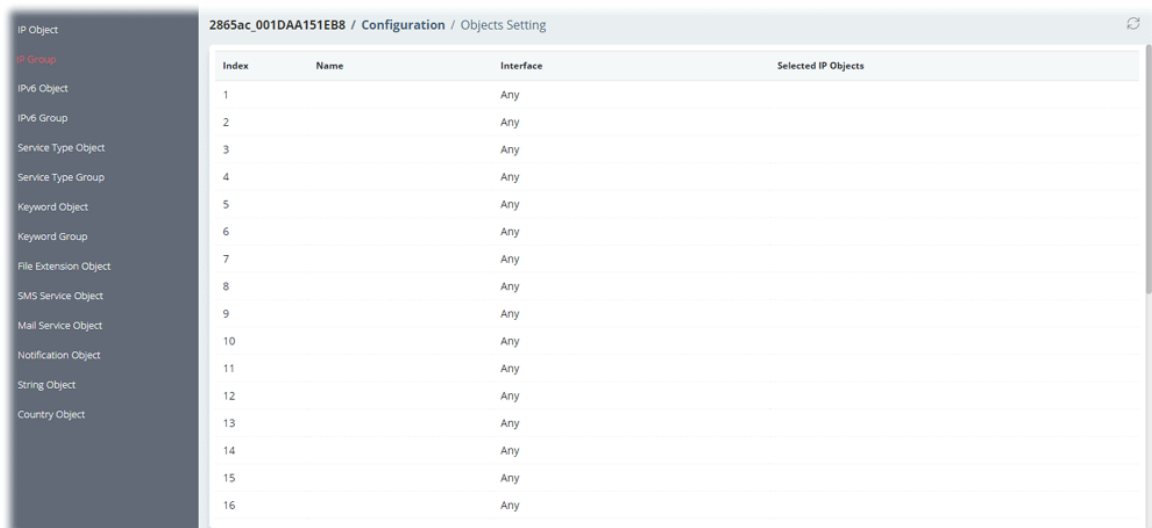 IP Object
IP Group
IPv6 Object
IPv6 Group
Service Type Object
Service Type Group
Keyword Object
Keyword Group
File Extension Object
SMS Service Object
Mail Service Object
Notification Object
String Object
Country Object
2865ac_001DAA151EB8 / Configuration / Objects Setting
Index Name Interface Selected IP Objects
1 Any
2 Any
3 Any
4 Any
5 Any
6 Any
7 Any
8 Any
9 Any
10 Any
11 Any
12 Any
13 Any
14 Any
15 Any
16 Any